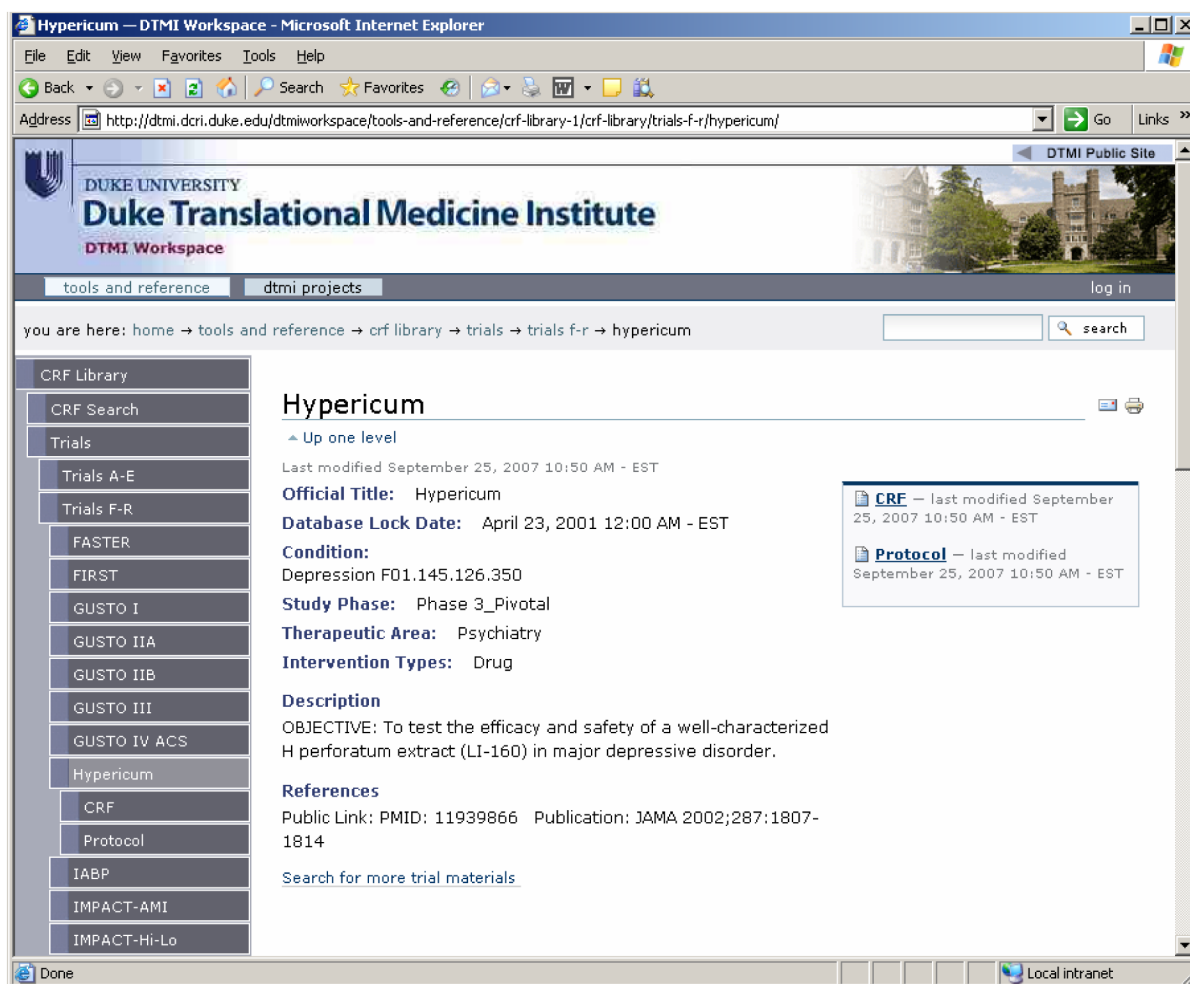 Hypericum — DTMI Workspace - Microsoft Internet Explorer
File Edit View Favorites Tools Help
Back Search Favorites
Address http://dtmi.dcri.duke.edu/dtmiworkspace/tools-and-reference/crf-library-1/crf-library/trials-f-r/hypericum/ Go Links »
DTMI Public Site
DUKE UNIVERSITY
Duke Translational Medicine Institute
DTMI Workspace
tools and reference dtmi projects log in
you are here: home → tools and reference → crf library → trials → trials f-r → hypericum search
CRF Library
CRF Search
Trials
Trials A-E
Trials F-R
FASTER
FIRST
GUSTO I
GUSTO IIA
GUSTO IIB
GUSTO III
GUSTO IV ACS
Hypericum
CRF
Protocol
IABP
IMPACT-AMI
IMPACT-Hi-Lo
Hypericum
Up one level
Last modified September 25, 2007 10:50 AM - EST
Official Title: Hypericum
Database Lock Date: April 23, 2001 12:00 AM - EST
Condition:
Depression F01.145.126.350
Study Phase: Phase 3_Pivotal
Therapeutic Area: Psychiatry
Intervention Types: Drug
Description
OBJECTIVE: To test the efficacy and safety of a well-characterized
H perforatum extract (LI-160) in major depressive disorder.
References
Public Link: PMID: 11939866 Publication: JAMA 2002;287:1807-
1814
Search for more trial materials
CRF — last modified September
25, 2007 10:50 AM - EST
Protocol — last modified
September 25, 2007 10:50 AM - EST
Done Local intranet